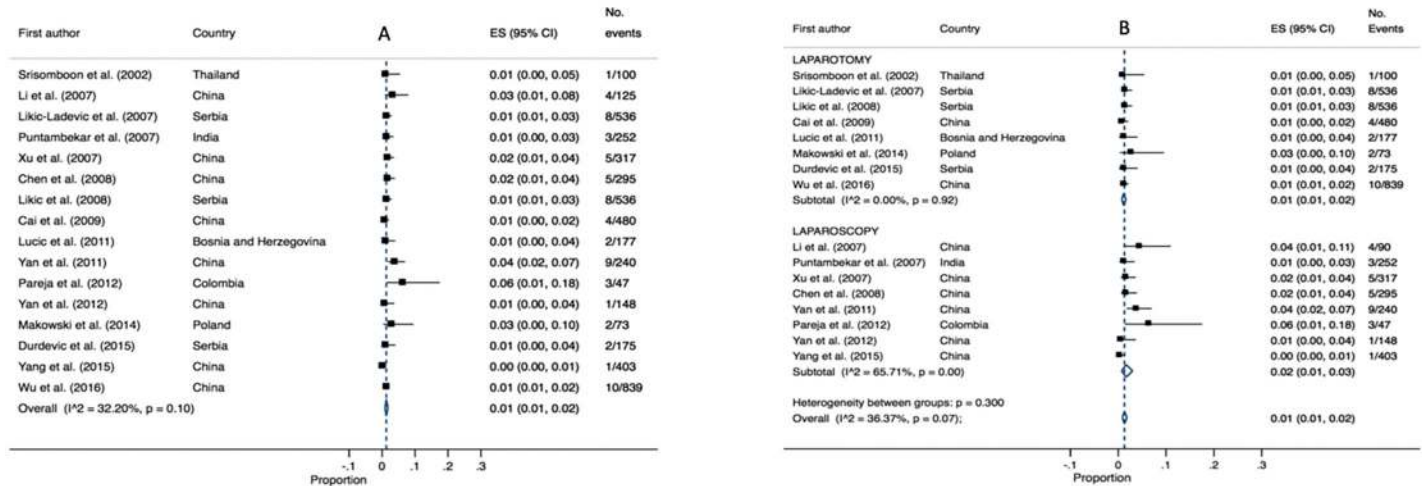 A
No.
First author Country ES (95% CI) events
Srisomboon et al. (2002) Thailand 0.01 (0.00, 0.05) 1/100
Li et al. (2007) China 0.03 (0.01, 0.08) 4/125
Likic-Ladevic et al. (2007) Serbia 0.01 (0.01, 0.03) 8/536
Puntambekar et al. (2007) India 0.01 (0.00, 0.03) 3/252
Xu et al. (2007) China 0.02 (0.01, 0.04) 5/317
Chen et al. (2008) China 0.02 (0.01, 0.04) 5/295
Likic et al. (2008) Serbia 0.01 (0.01, 0.03) 8/536
Cai et al. (2009) China 0.01 (0.00, 0.02) 4/480
Lucic et al. (2011) Bosnia and Herzegovina 0.01 (0.00, 0.04) 2/177
Yan et al. (2011) China 0.04 (0.02, 0.07) 9/240
Pareja et al. (2012) Colombia 0.06 (0.01, 0.18) 3/47
Yan et al. (2012) China 0.01 (0.00, 0.04) 1/148
Makowski et al. (2014) Poland 0.03 (0.00, 0.10) 2/73
Durdevic et al. (2015) Serbia 0.01 (0.00, 0.04) 2/175
Yang et al. (2015) China 0.00 (0.00, 0.01) 1/403
Wu et al. (2016) China 0.01 (0.01, 0.02) 10/839
Overall (I^2 = 32.20%, p = 0.10) 0.01 (0.01, 0.02)
-.1 0 .1 .2 .3
Proportion
B
No.
First author Country ES (95% CI) Events
LAPAROTOMY
Srisomboon et al. (2002) Thailand 0.01 (0.00, 0.05) 1/100
Likic-Ladevic et al. (2007) Serbia 0.01 (0.01, 0.03) 8/536
Likic et al. (2008) Serbia 0.01 (0.01, 0.03) 8/536
Cai et al. (2009) China 0.01 (0.00, 0.02) 4/480
Lucic et al. (2011) Bosnia and Herzegovina 0.01 (0.00, 0.04) 2/177
Makowski et al. (2014) Poland 0.03 (0.00, 0.10) 2/73
Durdevic et al. (2015) Serbia 0.01 (0.00, 0.04) 2/175
Wu et al. (2016) China 0.01 (0.01, 0.02) 10/839
Subtotal (I^2 = 0.00%, p = 0.92) 0.01 (0.01, 0.02)
LAPAROSCOPY
Li et al. (2007) China 0.04 (0.01, 0.11) 4/90
Puntambekar et al. (2007) India 0.01 (0.00, 0.03) 3/252
Xu et al. (2007) China 0.02 (0.01, 0.04) 5/317
Chen et al. (2008) China 0.02 (0.01, 0.04) 5/295
Yan et al. (2011) China 0.04 (0.02, 0.07) 9/240
Pareja et al. (2012) Colombia 0.06 (0.01, 0.18) 3/47
Yan et al. (2012) China 0.01 (0.00, 0.04) 1/148
Yang et al. (2015) China 0.00 (0.00, 0.01) 1/403
Subtotal (I^2 = 65.71%, p = 0.00) 0.02 (0.01, 0.03)
Heterogeneity between groups: p = 0.300
Overall (I^2 = 36.37%, p = 0.07); 0.01 (0.01, 0.02)
-.1 0 .1 .2 .3
Proportion